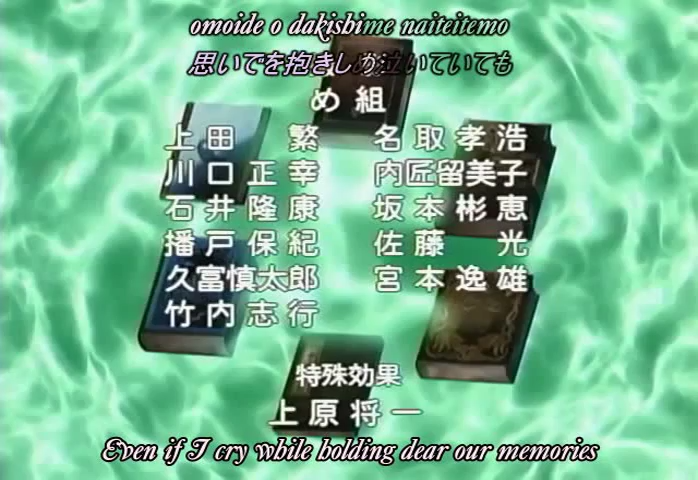 omoide o dakishime naiteitemo
思いでを抱きしめ泣いていても
め組
上田 繁 名取孝浩
川口正幸 内匠留美子
石井隆康 坂本彬恵
播戸保紀 佐藤 光
久富慎太郎 宮本逸雄
竹内志行
特殊効果
上原将一
Even if I cry while holding dear our memories